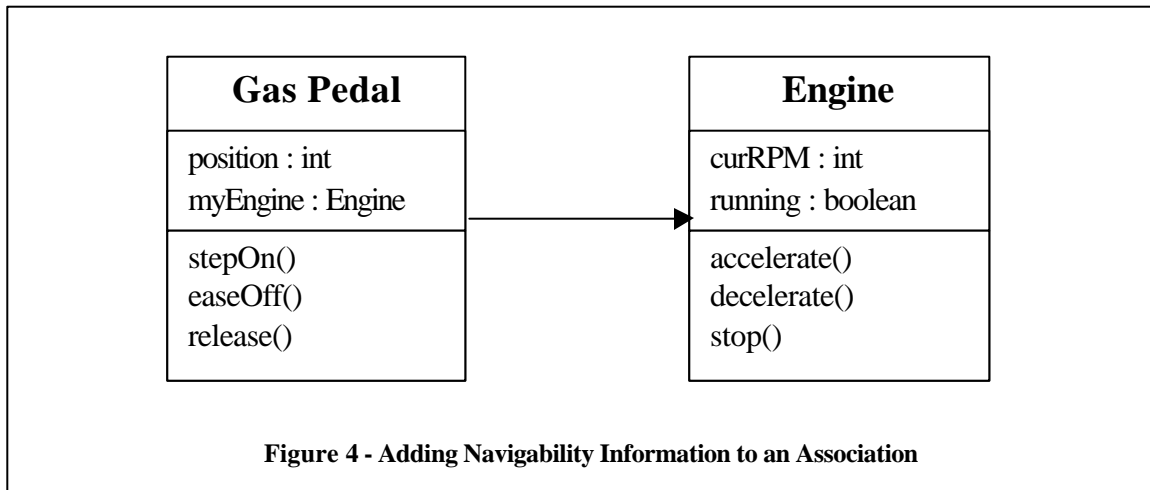 Gas Pedal
position : int
myEngine : Engine
stepOn()
easeOff()
release()
Engine
curRPM : int
running : boolean
accelerate()
decelerate()
stop()
Figure 4 - Adding Navigability Information to an Association